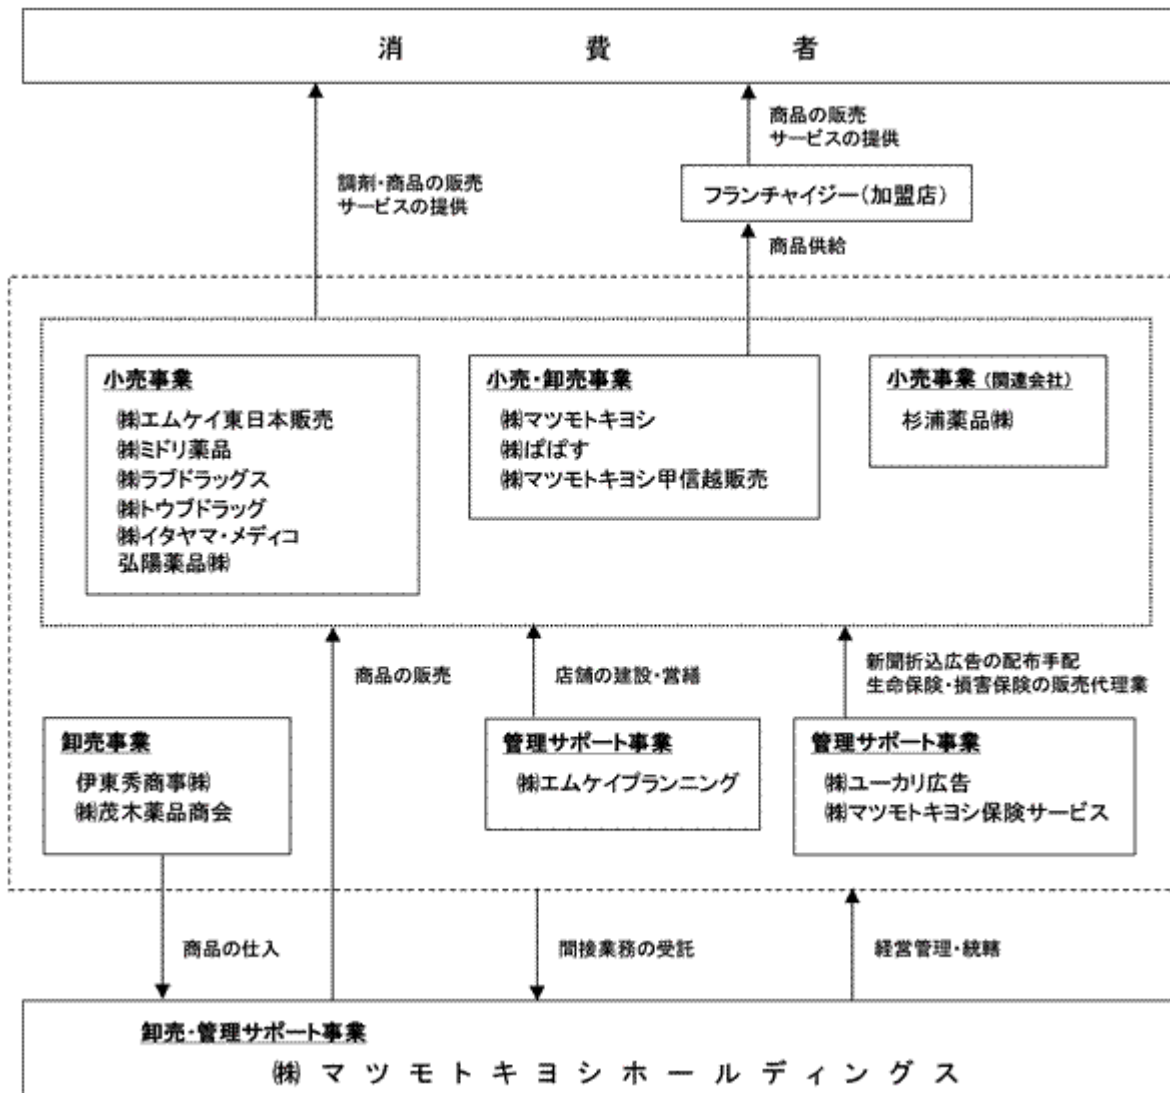 消費者
商品の販売
サービスの提供
調剤・商品の販売
サービスの提供
フランチャイジー(加盟店)
商品供給
小売事業
㈱エムケイ東日本販売
㈱ミドリ薬品
㈱ラブドラッグス
㈱トウブドラッグ
㈱イタヤマ・メディコ
弘陽薬品㈱
小売・卸売事業
㈱マツモトキヨシ
㈱ぱぱす
㈱マツモトキヨシ甲信越販売
小売事業(関連会社)
杉浦薬品㈱
商品の販売
店舗の建設・営繕
新聞折込広告の配布手配
生命保険・損害保険の販売代理業
卸売事業
伊東秀商事㈱
㈱茂木薬品商会
管理サポート事業
㈱エムケイプランニング
管理サポート事業
㈱ユーカリ広告
㈱マツモトキヨシ保険サービス
商品の仕入
間接業務の受託
経営管理・統轄
卸売・管理サポート事業
㈱マツモトキヨシホールディングス